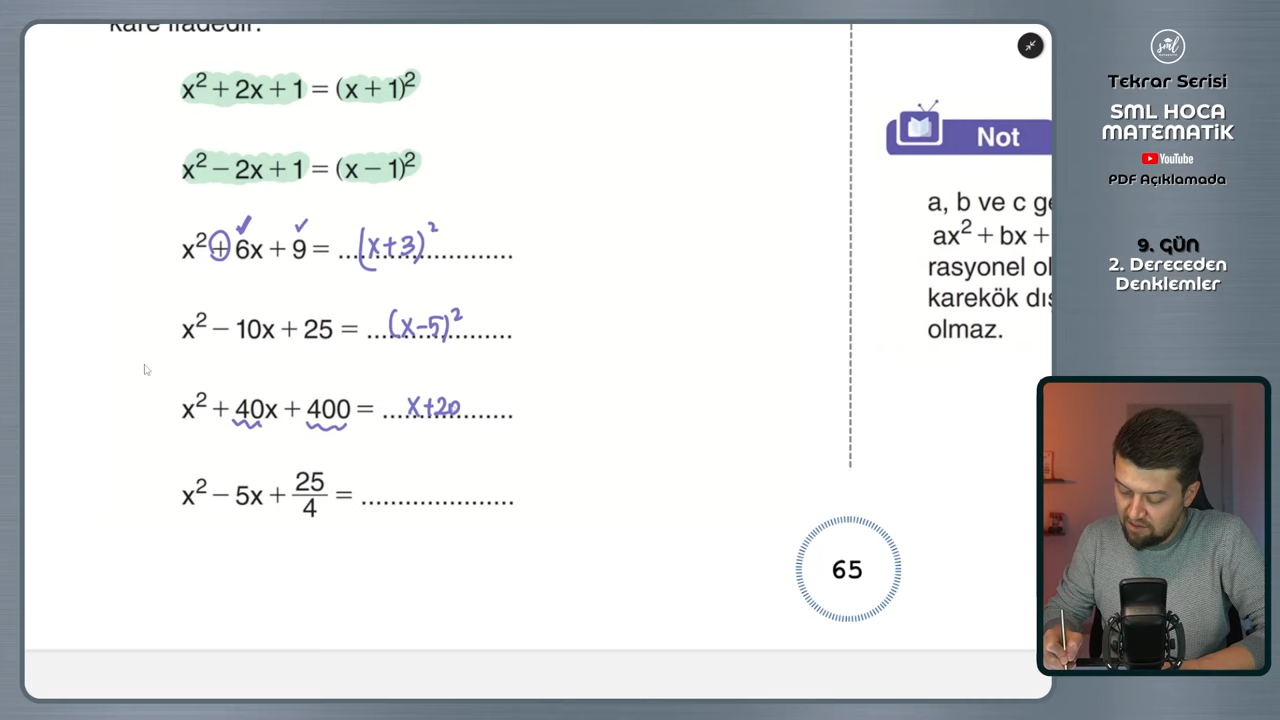 kare ifadedir.
x² + 2x + 1 = (x + 1)²
x² − 2x + 1 = (x − 1)²
x² + 6x + 9 = ....(x+3)²....................
x² − 10x + 25 = ...(x−5)²..................
x² + 40x + 400 = ...x+20.................
x² − 5x + 25/4 = .....................
65
Not
a, b ve c ge
ax² + bx +
rasyonel ol
karekök dış
olmaz.
sml
Tekrar Serisi
SML HOCA
MATEMATİK
YouTube
PDF Açıklamada
9. GÜN
2. Dereceden
Denklemler